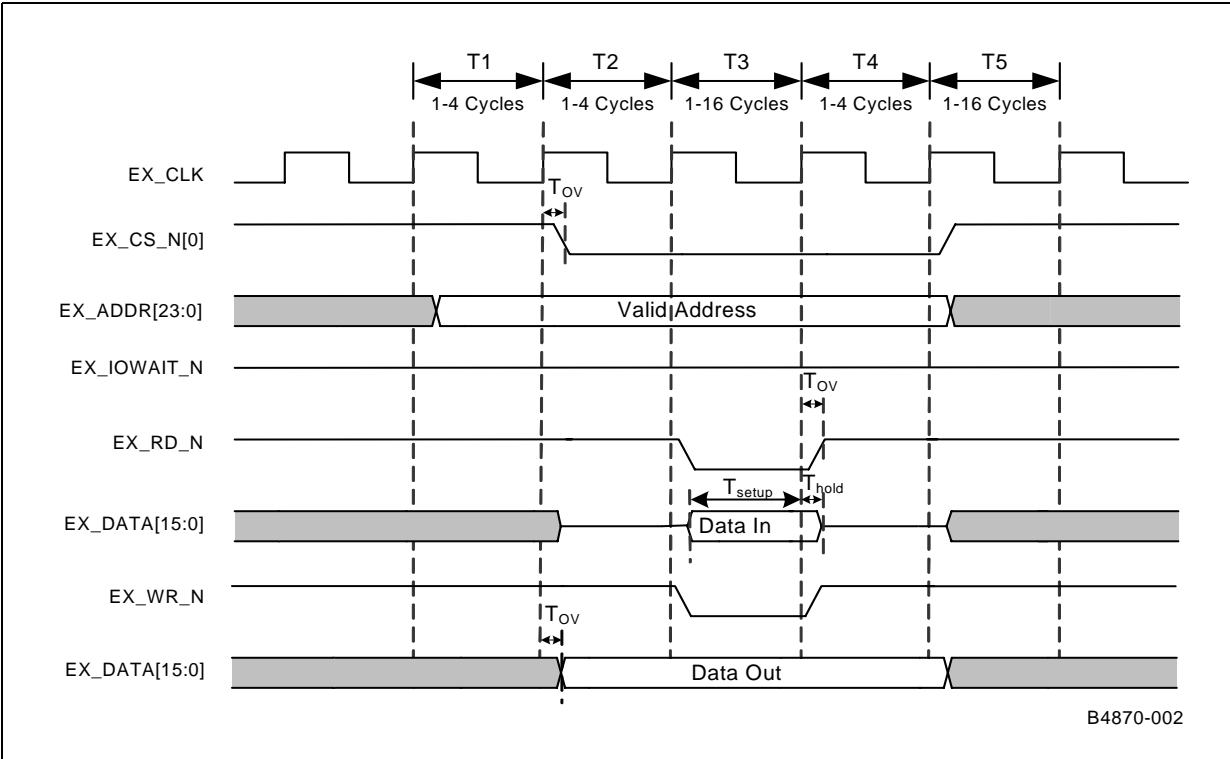 T1 T2 T3 T4 T5
1-4 Cycles 1-4 Cycles 1-16 Cycles 1-4 Cycles 1-16 Cycles
EX_CLK
TOV
EX_CS_N[0]
EX_ADDR[23:0] Valid Address
EX_IOWAIT_N
TOV
EX_RD_N
Tsetup Thold
EX_DATA[15:0] Data In
EX_WR_N
TOV
EX_DATA[15:0] Data Out
B4870-002